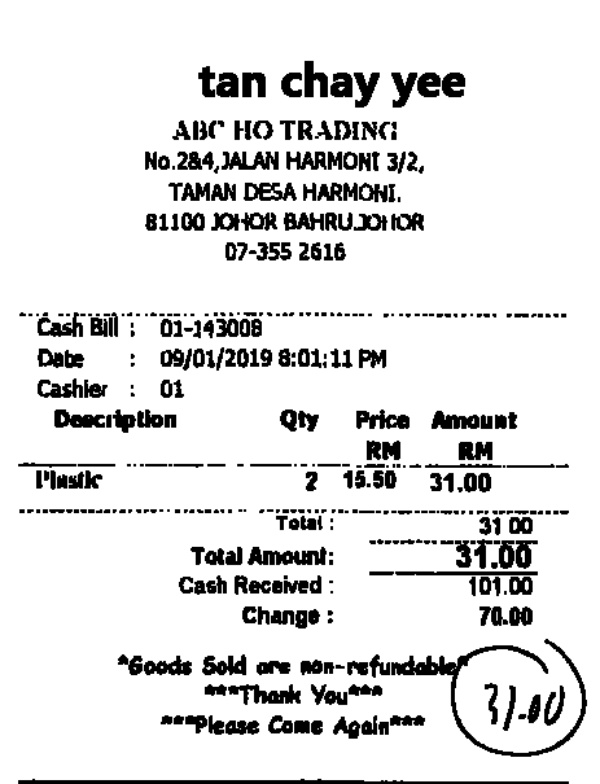 tan chay yee
ABC HO TRADING
No.2&4,JALAN HARMONI 3/2,
TAMAN DESA HARMONI.
81100 JOHOR BAHRU.JOHOR
07-355 2616
Cash Bill : 01-143008
Date : 09/01/2019 8:01:11 PM
Cashier : 01
Description Qty Price Amount
RM RM
Plastic 2 15.50 31.00
Total : 31 00
Total Amount: 31.00
Cash Received : 101.00
Change : 70.00
*Goods Sold are non-refundable*
***Thank You***
***Please Come Again***
31.00